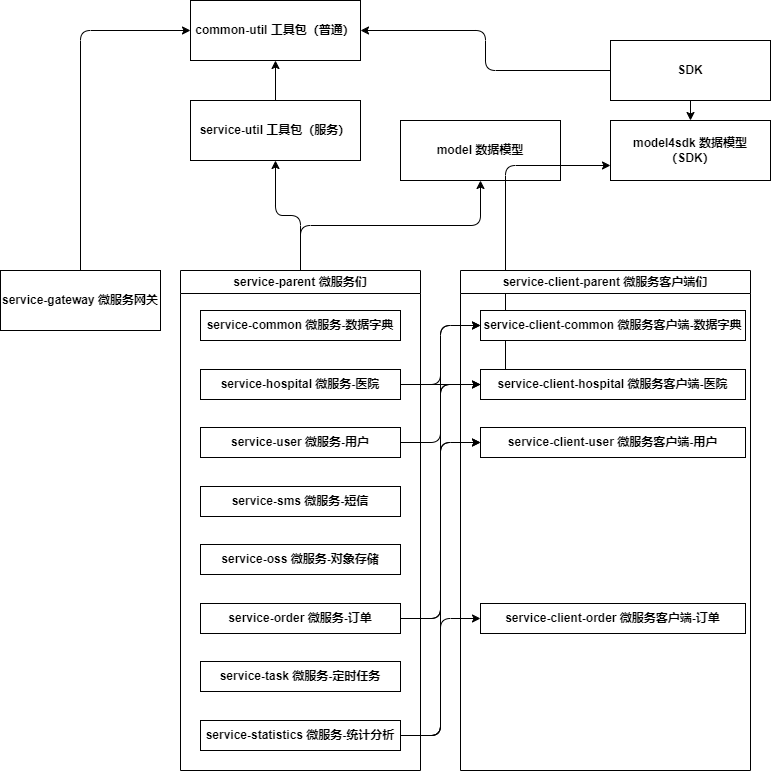 common-util 工具包（普通）
SDK
service-util 工具包（服务）
model 数据模型
model4sdk 数据模型
（SDK）
service-gateway 微服务网关
service-parent 微服务们
service-client-parent 微服务客户端们
service-common 微服务-数据字典
service-client-common 微服务客户端-数据字典
service-hospital 微服务-医院
service-client-hospital 微服务客户端-医院
service-user 微服务-用户
service-client-user 微服务客户端-用户
service-sms 微服务-短信
service-oss 微服务-对象存储
service-order 微服务-订单
service-client-order 微服务客户端-订单
service-task 微服务-定时任务
service-statistics 微服务-统计分析